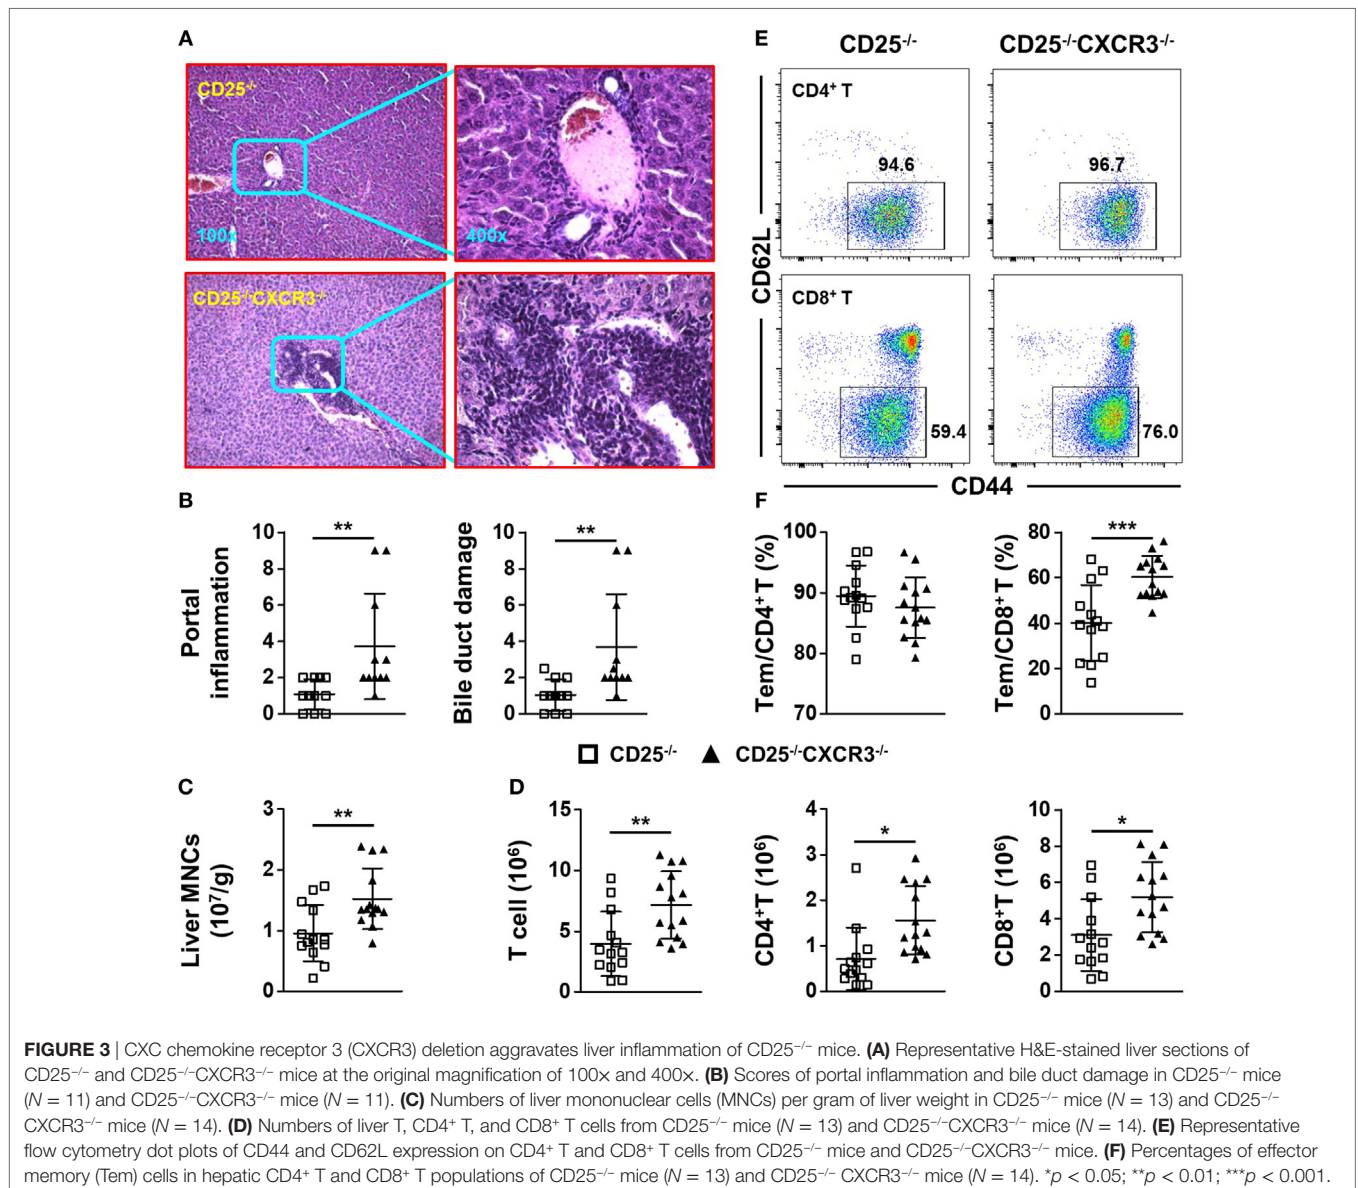 A
CD25-/-
100x
400x
CD25-/-CXCR3-/-
E
CD25-/-
CD25-/-CXCR3-/-
CD4+ T
94.6
96.7
CD62L
CD8+ T
59.4
76.0
CD44
B
Portal inflammation
10
8
6
4
2
0
**
Bile duct damage
10
8
6
4
2
0
**
F
Tem/CD4+T (%)
100
90
80
70
Tem/CD8+T (%)
80
60
40
20
0
***
CD25-/-
CD25-/-CXCR3-/-
C
Liver MNCs
(10⁷/g)
3
2
1
0
**
D
T cell (10⁶)
15
10
5
0
**
CD4+T (10⁶)
4
3
2
1
0
*
CD8+T (10⁶)
10
8
6
4
2
0
*
FIGURE 3 | CXC chemokine receptor 3 (CXCR3) deletion aggravates liver inflammation of CD25−/− mice. (A) Representative H&E-stained liver sections of
CD25−/− and CD25−/−CXCR3−/− mice at the original magnification of 100× and 400×. (B) Scores of portal inflammation and bile duct damage in CD25−/− mice
(N = 11) and CD25−/−CXCR3−/− mice (N = 11). (C) Numbers of liver mononuclear cells (MNCs) per gram of liver weight in CD25−/− mice (N = 13) and CD25−/−
CXCR3−/− mice (N = 14). (D) Numbers of liver T, CD4+ T, and CD8+ T cells from CD25−/− mice (N = 13) and CD25−/−CXCR3−/− mice (N = 14). (E) Representative
flow cytometry dot plots of CD44 and CD62L expression on CD4+ T and CD8+ T cells from CD25−/− mice and CD25−/−CXCR3−/− mice. (F) Percentages of effector
memory (Tem) cells in hepatic CD4+ T and CD8+ T populations of CD25−/− mice (N = 13) and CD25−/− CXCR3−/− mice (N = 14). *p < 0.05; **p < 0.01; ***p < 0.001.